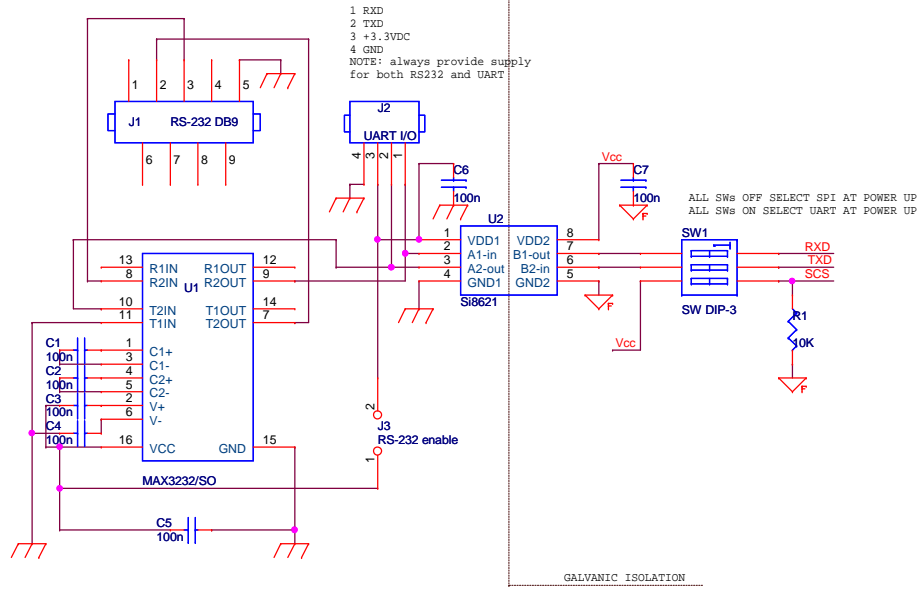 1 RXD
2 TXD
3 +3.3VDC
4 GND
NOTE: always provide supply
for both RS232 and UART
1 2 3 4 5
J1 RS-232 DB9
6 7 8 9
J2
UART I/O
4 3 2 1
C6
100n
Vcc
C7
100n
ALL SWs OFF SELECT SPI AT POWER UP
ALL SWs ON SELECT UART AT POWER UP
U2
1 VDD1 VDD2 8
2 A1-in B1-out 7
3 A2-out B2-in 6
4 GND1 GND2 5
Si8621
F
F
SW1
1
SW DIP-3
RXD
TXD
SCS
Vcc
R1
10K
F
13 R1IN R1OUT 12
8 R2IN R2OUT 9
U1
10 T2IN T1OUT 14
11 T1IN T2OUT 7
C1
100n
1 C1+
3 C1-
C2
100n
4 C2+
5 C2-
C3
100n
2 V+
6 V-
C4
100n
16 VCC GND 15
MAX3232/SO
C5
100n
2
J3
RS-232 enable
1
GALVANIC ISOLATION